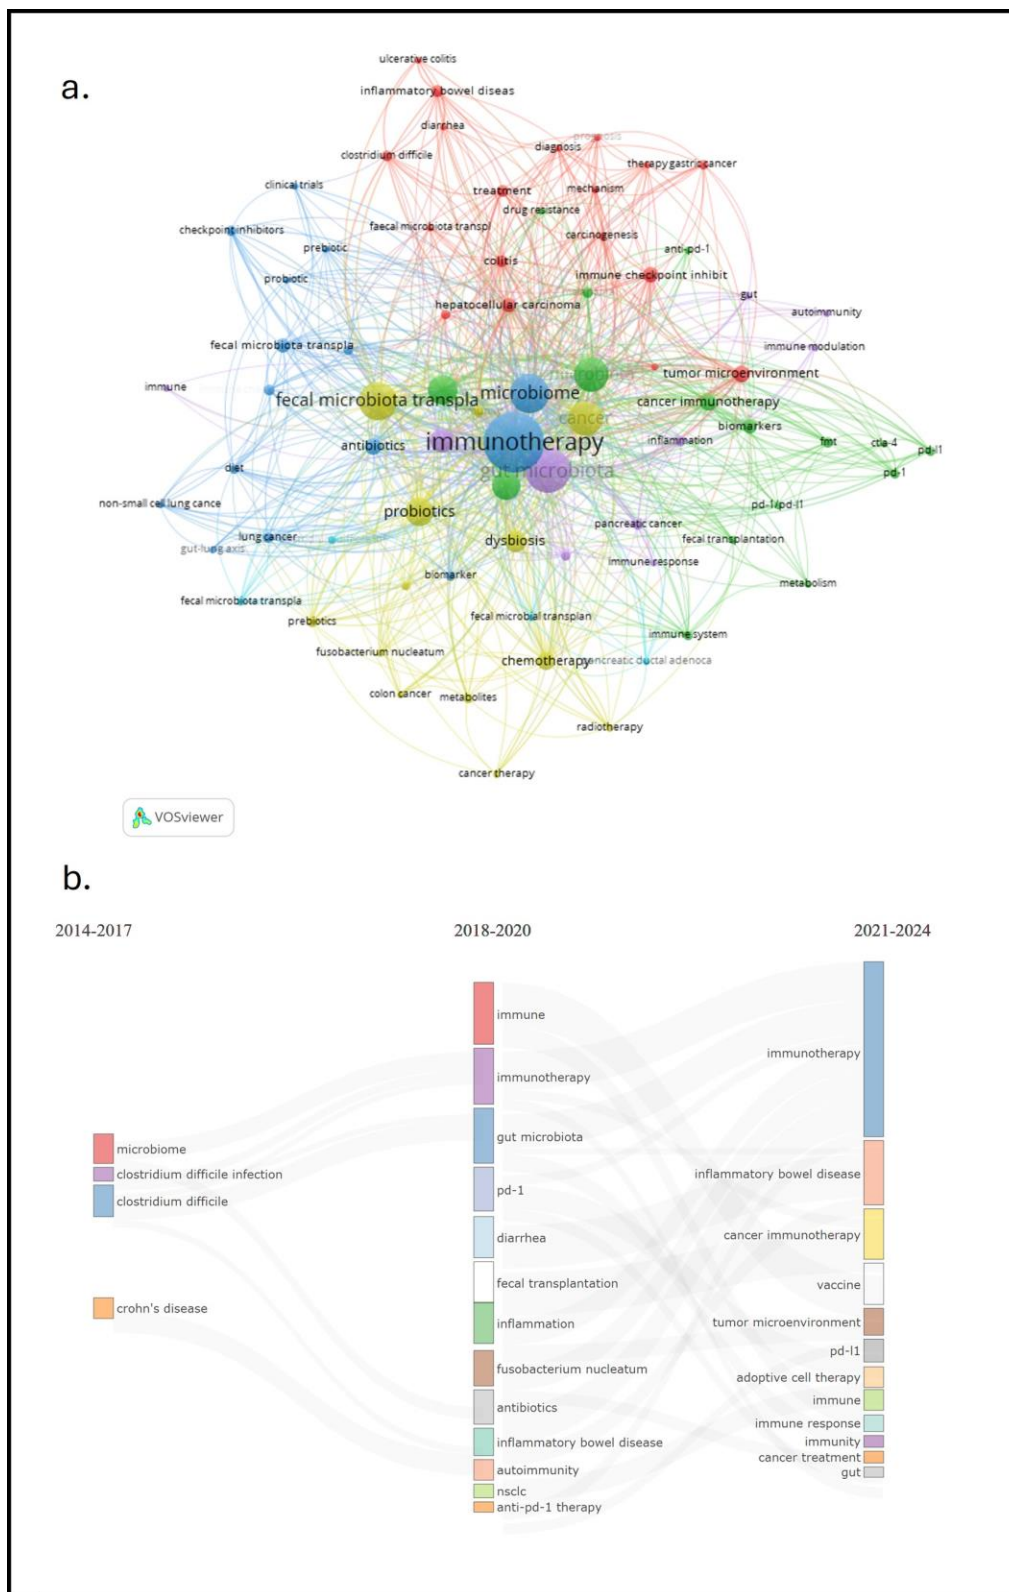 a.
ulcerative colitis
inflammatory bowel diseas
diarrhea
prognosis
diagnosis
clostridium difficile
therapy gastric cancer
clinical trials
treatment
mechanism
drug resistance
checkpoint inhibitors
faecal microbiota transpl
carcinogenesis
prebiotic
anti-pd-1
colitis
probiotic
immune checkpoint inhibit
gut
hepatocellular carcinoma
autoimmunity
fecal microbiota transpla
immune modulation
tumor microenvironment
immune
microbiome
fecal microbiota transpla
cancer immunotherapy
cancer
biomarkers
antibiotics
immunotherapy
inflammation
fmt
ctla-4
pd-l1
diet
gut microbiota
pd-1
non-small cell lung cance
pd-1/pd-l1
probiotics
pancreatic cancer
lung cancer
dysbiosis
fecal transplantation
gut-lung axis
immune response
biomarker
metabolism
fecal microbiota transpla
prebiotics
fecal microbial transplan
immune system
fusobacterium nucleatum
chemotherapy
pancreatic ductal adenoca
colon cancer
metabolites
radiotherapy
cancer therapy
VOSviewer
b.
2014-2017
2018-2020
2021-2024
microbiome
clostridium difficile infection
clostridium difficile
crohn's disease
immune
immunotherapy
gut microbiota
pd-1
diarrhea
fecal transplantation
inflammation
fusobacterium nucleatum
antibiotics
inflammatory bowel disease
autoimmunity
nsclc
anti-pd-1 therapy
immunotherapy
inflammatory bowel disease
cancer immunotherapy
vaccine
tumor microenvironment
pd-l1
adoptive cell therapy
immune
immune response
immunity
cancer treatment
gut